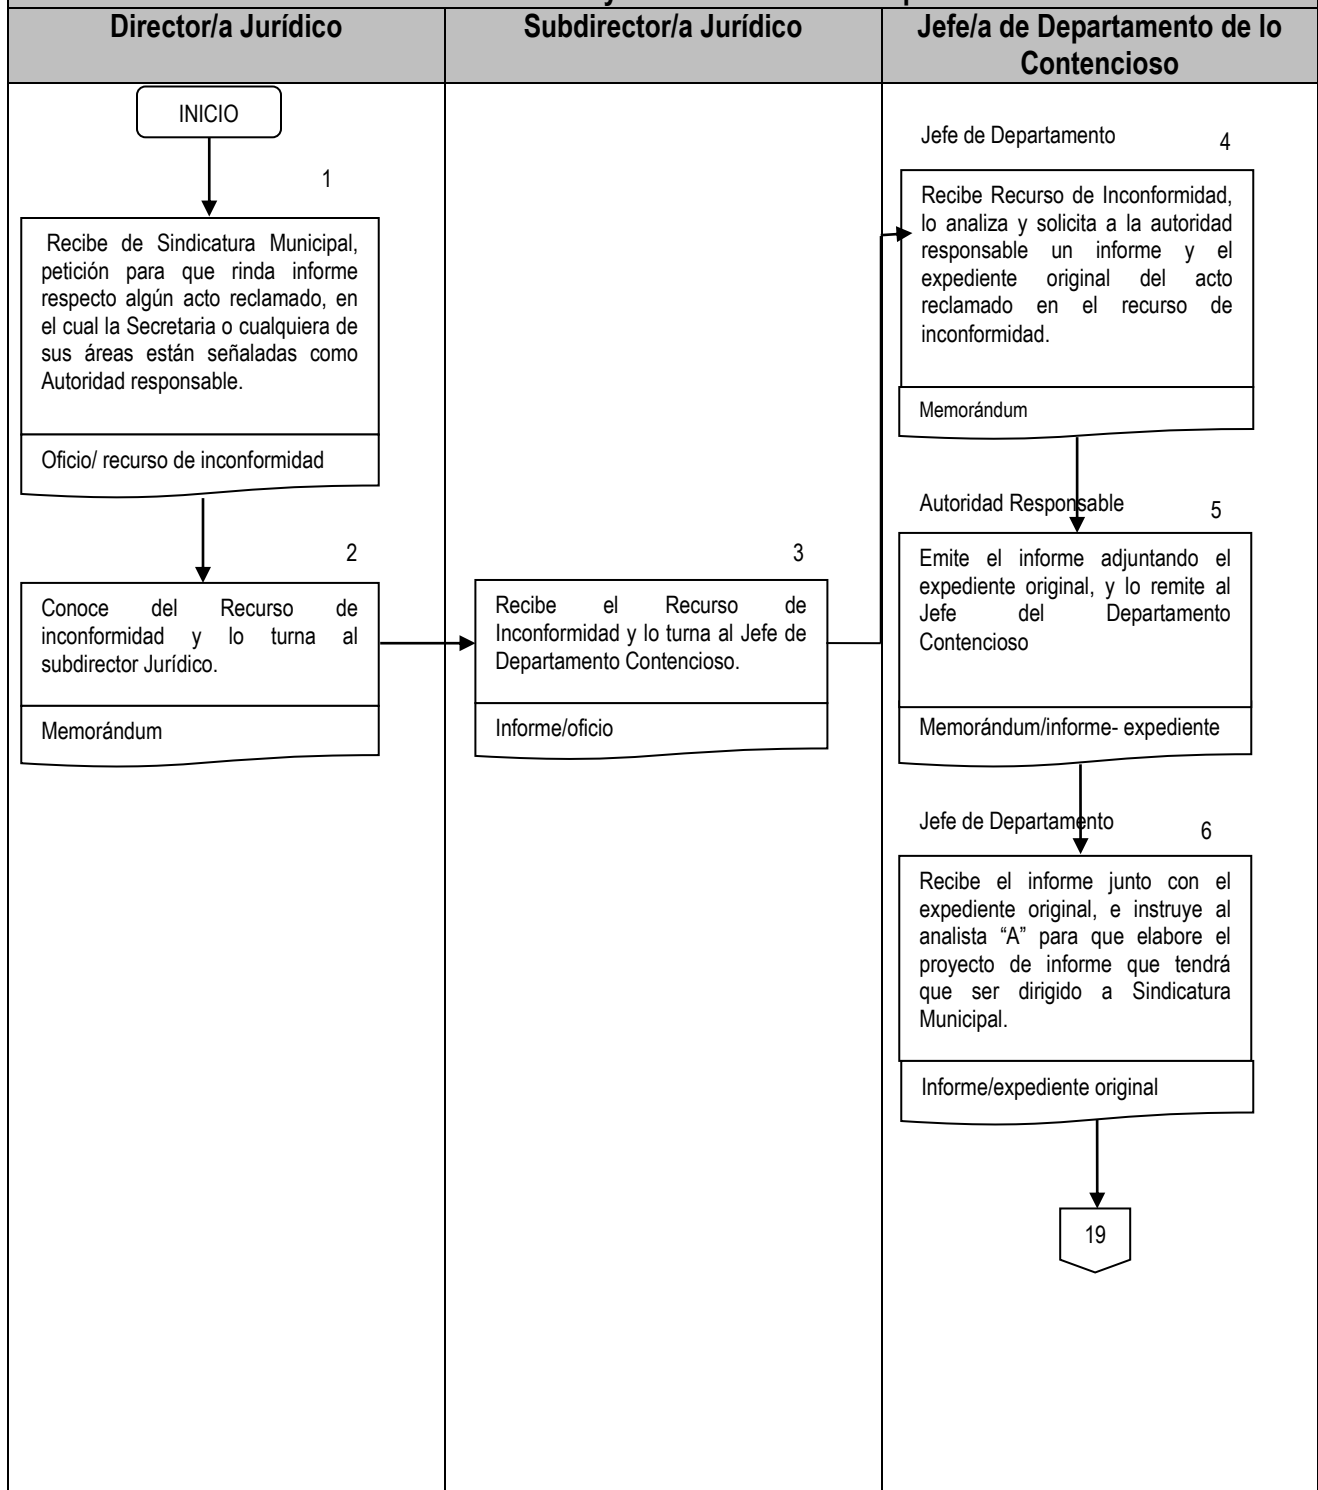 Director/a Jurídico
Subdirector/a Jurídico
Jefe/a de Departamento de lo
Contencioso
INICIO
1
Recibe de Sindicatura Municipal,
petición para que rinda informe
respecto algún acto reclamado, en
el cual la Secretaria o cualquiera de
sus áreas están señaladas como
Autoridad responsable.
Oficio/ recurso de inconformidad
2
Conoce del Recurso de
inconformidad y lo turna al
subdirector Jurídico.
Memorándum
3
Recibe el Recurso de
Inconformidad y lo turna al Jefe de
Departamento Contencioso.
Informe/oficio
Jefe de Departamento
4
Recibe Recurso de Inconformidad,
lo analiza y solicita a la autoridad
responsable un informe y el
expediente original del acto
reclamado en el recurso de
inconformidad.
Memorándum
Autoridad Responsable
5
Emite el informe adjuntando el
expediente original, y lo remite al
Jefe del Departamento
Contencioso
Memorándum/informe- expediente
Jefe de Departamento
6
Recibe el informe junto con el
expediente original, e instruye al
analista “A” para que elabore el
proyecto de informe que tendrá
que ser dirigido a Sindicatura
Municipal.
Informe/expediente original
19